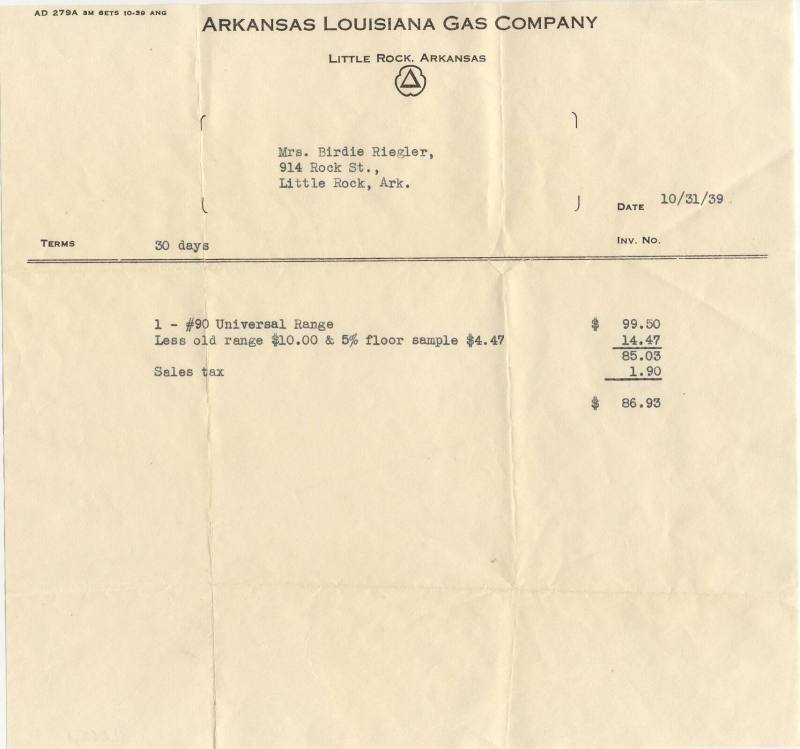 AD 279A 3M SETS 10-39 ANG
ARKANSAS LOUISIANA GAS COMPANY
LITTLE ROCK, ARKANSAS
Mrs. Birdie Riegler,
914 Rock St.,
Little Rock, Ark.
DATE 10/31/39
TERMS 30 days
INV. NO.
1 - #90 Universal Range $ 99.50
Less old range $10.00 & 5% floor sample $4.47 14.47
85.03
Sales tax 1.90
$ 86.93